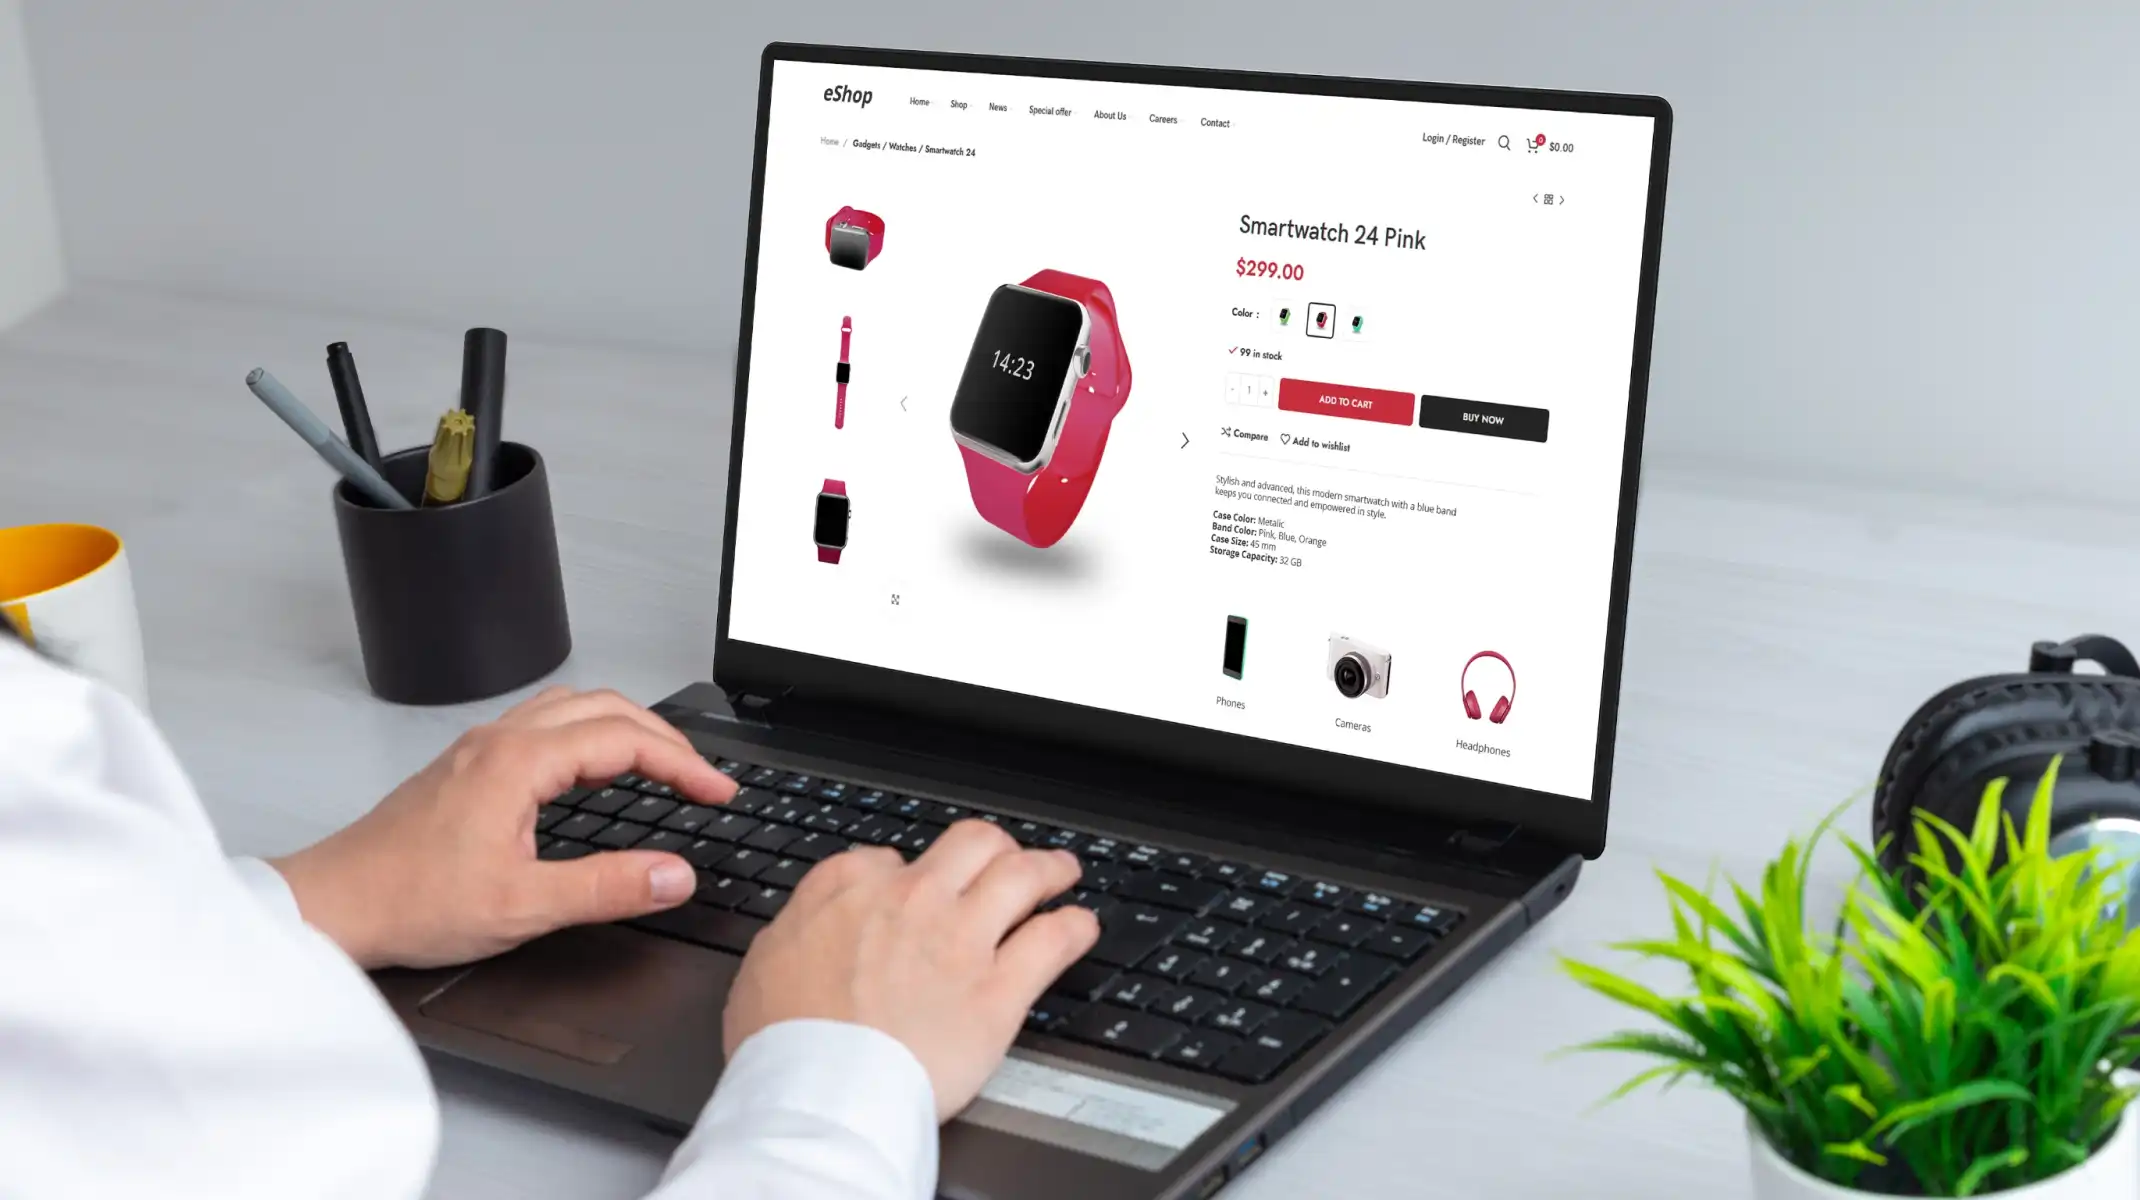 eShop
Home Shop News Special offer About Us Careers Contact
Login / Register 0 $0.00
Home / Gadgets / Watches / Smartwatch 24
Smartwatch 24 Pink
$299.00
14:23
Color :
99 in stock
- 1 + ADD TO CART BUY NOW
Compare Add to wishlist
Stylish and advanced, this modern smartwatch with a blue band
keeps you connected and empowered in style.
Case Color: Metalic
Band Color: Pink, Blue, Orange
Case Size: 45 mm
Storage Capacity: 32 GB
Phones Cameras Headphones